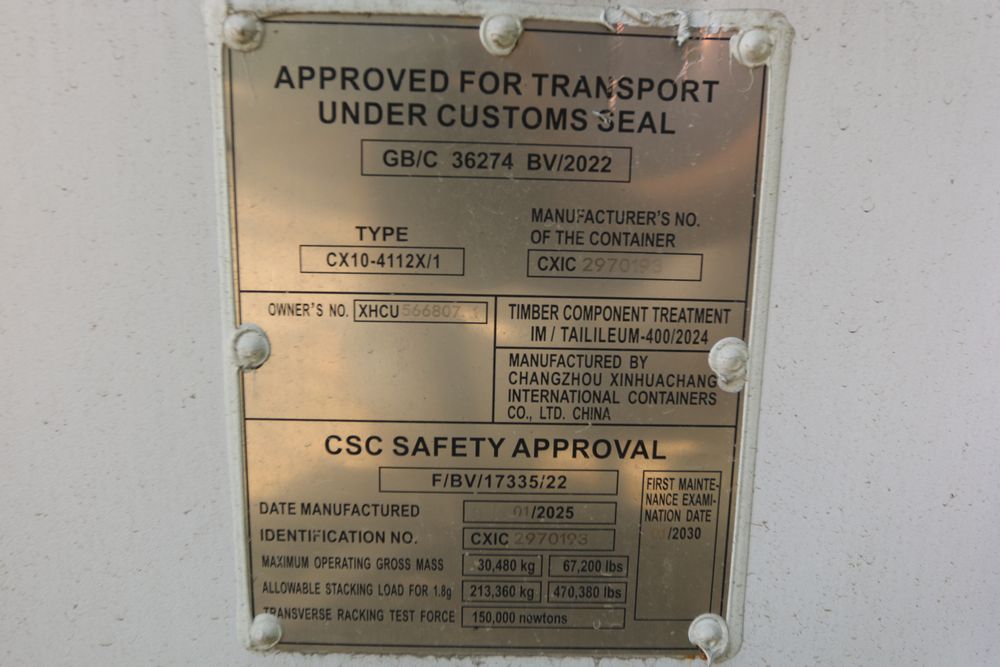 APPROVED FOR TRANSPORT
UNDER CUSTOMS SEAL
GB/C 36274 BV/2022
TYPE
CX10-4112X/1
MANUFACTURER'S NO.
OF THE CONTAINER
CXIC 2970193
OWNER'S NO. XHCU 566807
TIMBER COMPONENT TREATMENT
IM / TAILILEUM-400/2024
MANUFACTURED BY
CHANGZHOU XINHUACHANG
INTERNATIONAL CONTAINERS
CO., LTD. CHINA
CSC SAFETY APPROVAL
F/BV/17335/22
DATE MANUFACTURED 01/2025
IDENTIFICATION NO. CXIC 2970193
MAXIMUM OPERATING GROSS MASS 30,480 kg 67,200 lbs
ALLOWABLE STACKING LOAD FOR 1.8g 213,360 kg 470,380 lbs
TRANSVERSE RACKING TEST FORCE 150,000 newtons
FIRST MAINTE-
NANCE EXAMI-
NATION DATE
/2030